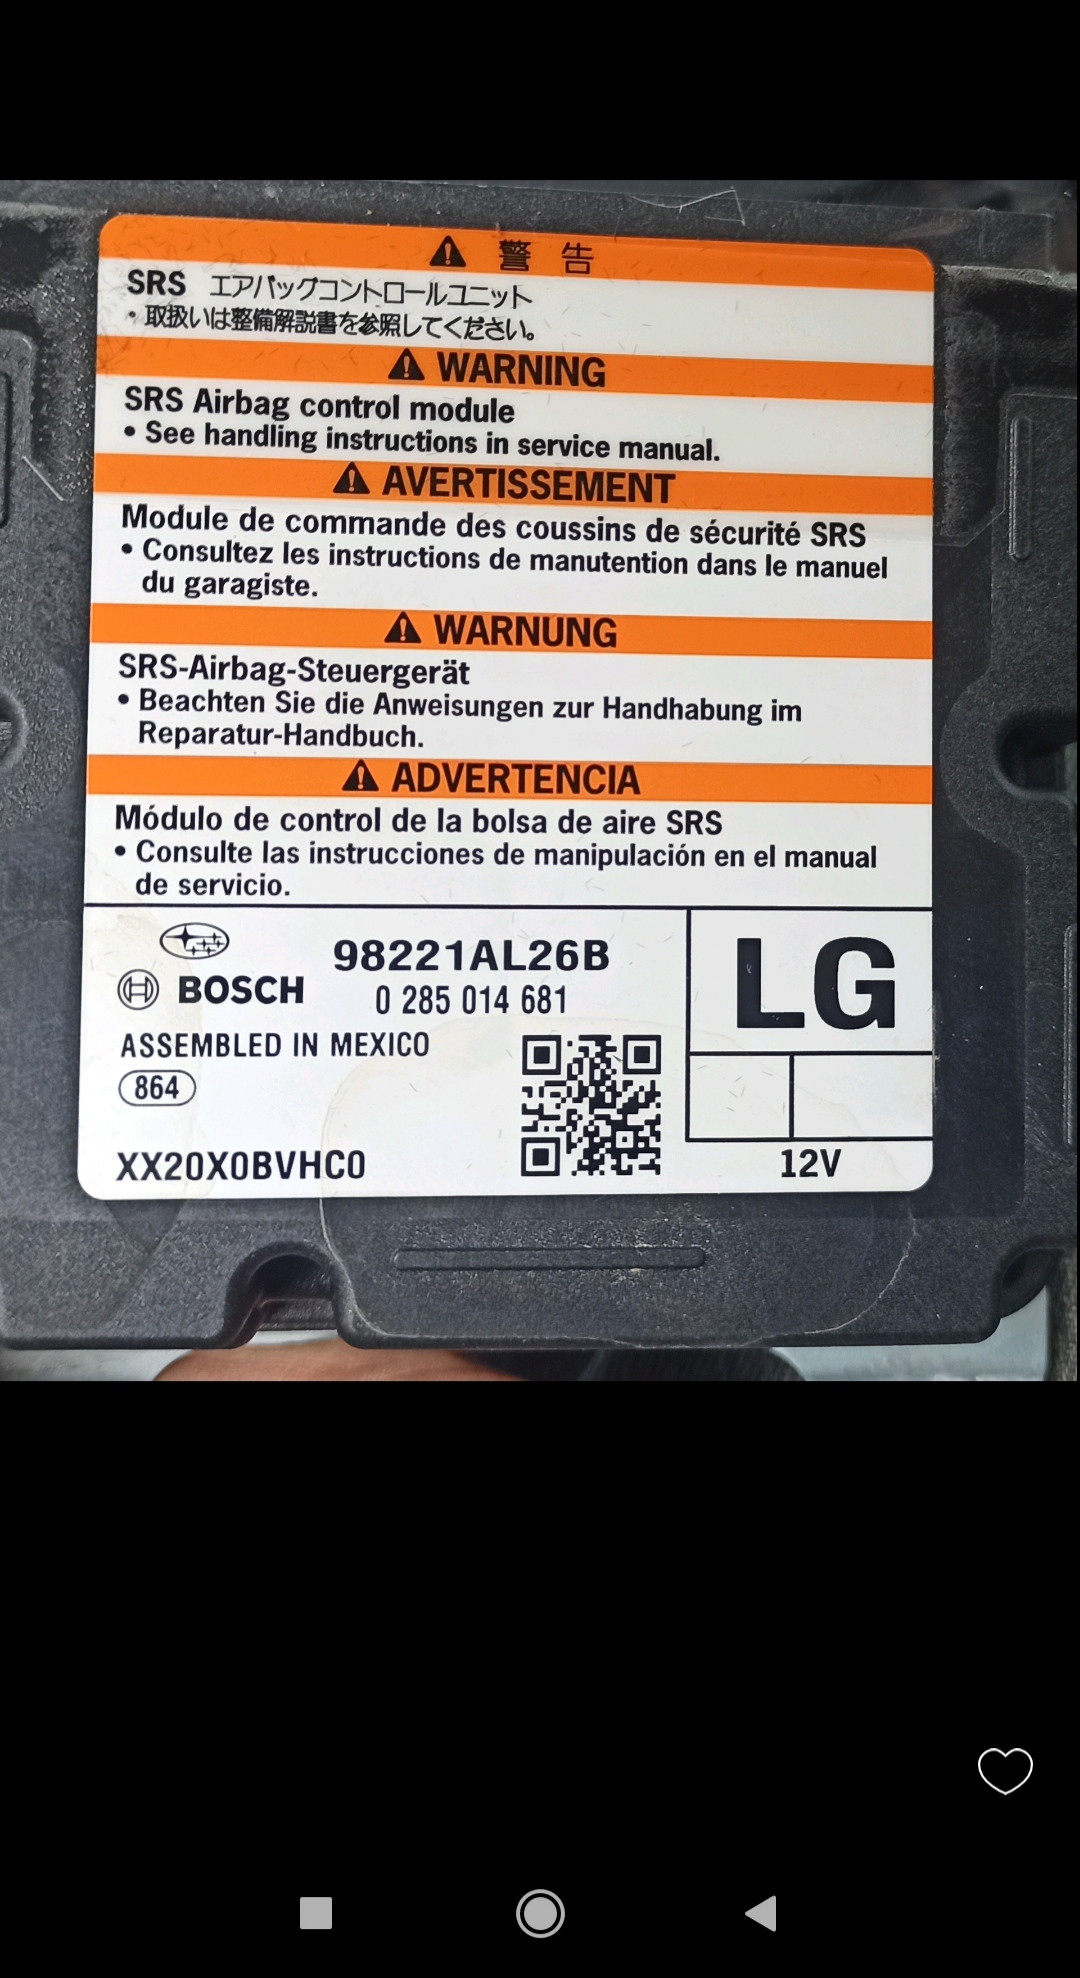 警 告
SRS エアバッグコントロールユニット
・取扱いは整備解説書を参照してください。
WARNING
SRS Airbag control module
• See handling instructions in service manual.
AVERTISSEMENT
Module de commande des coussins de sécurité SRS
• Consultez les instructions de manutention dans le manuel
du garagiste.
WARNUNG
SRS-Airbag-Steuergerät
• Beachten Sie die Anweisungen zur Handhabung im
Reparatur-Handbuch.
ADVERTENCIA
Módulo de control de la bolsa de aire SRS
• Consulte las instrucciones de manipulación en el manual
de servicio.
98221AL26B
BOSCH 0 285 014 681
LG
ASSEMBLED IN MEXICO
864
XX20X0BVHC0
12V